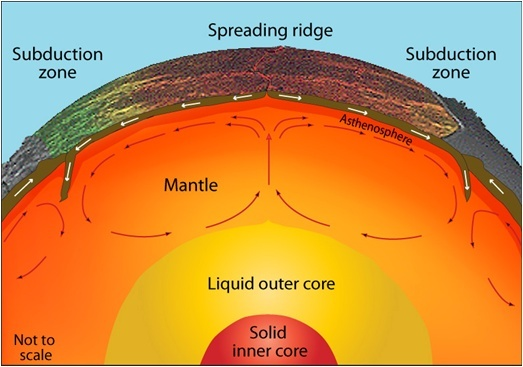 Spreading ridge
Subduction
zone
Subduction
zone
Asthenosphere
Mantle
Liquid outer core
Solid
inner core
Not to
scale